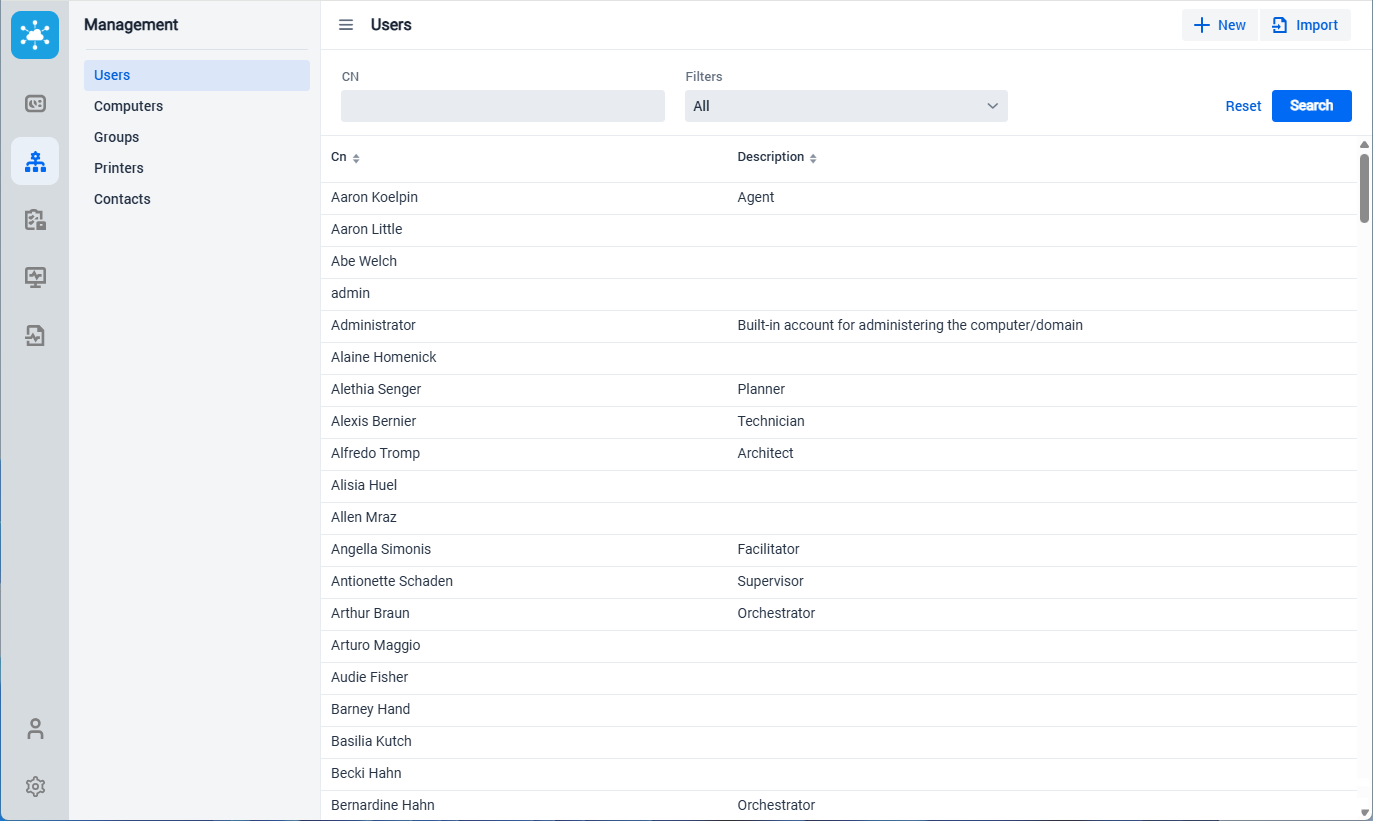 Management
Users
Computers
Groups
Printers
Contacts
Users
New
Import
CN
Filters
All
Reset
Search
Cn
Description
Aaron Koelpin Agent
Aaron Little
Abe Welch
admin
Administrator Built-in account for administering the computer/domain
Alaine Homenick
Alethia Senger Planner
Alexis Bernier Technician
Alfredo Tromp Architect
Alisia Huel
Allen Mraz
Angella Simonis Facilitator
Antionette Schaden Supervisor
Arthur Braun Orchestrator
Arturo Maggio
Audie Fisher
Barney Hand
Basilia Kutch
Becki Hahn
Bernardine Hahn Orchestrator